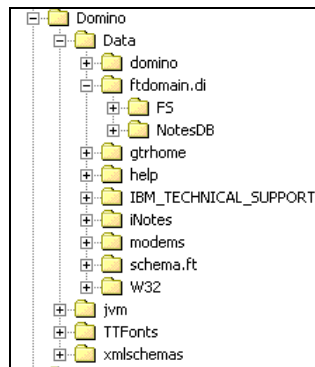 Domino
Data
domino
ftdomain.di
FS
NotesDB
gtrhome
help
IBM_TECHNICAL_SUPPORT
iNotes
modems
schema.ft
W32
jvm
TTFonts
xmlschemas